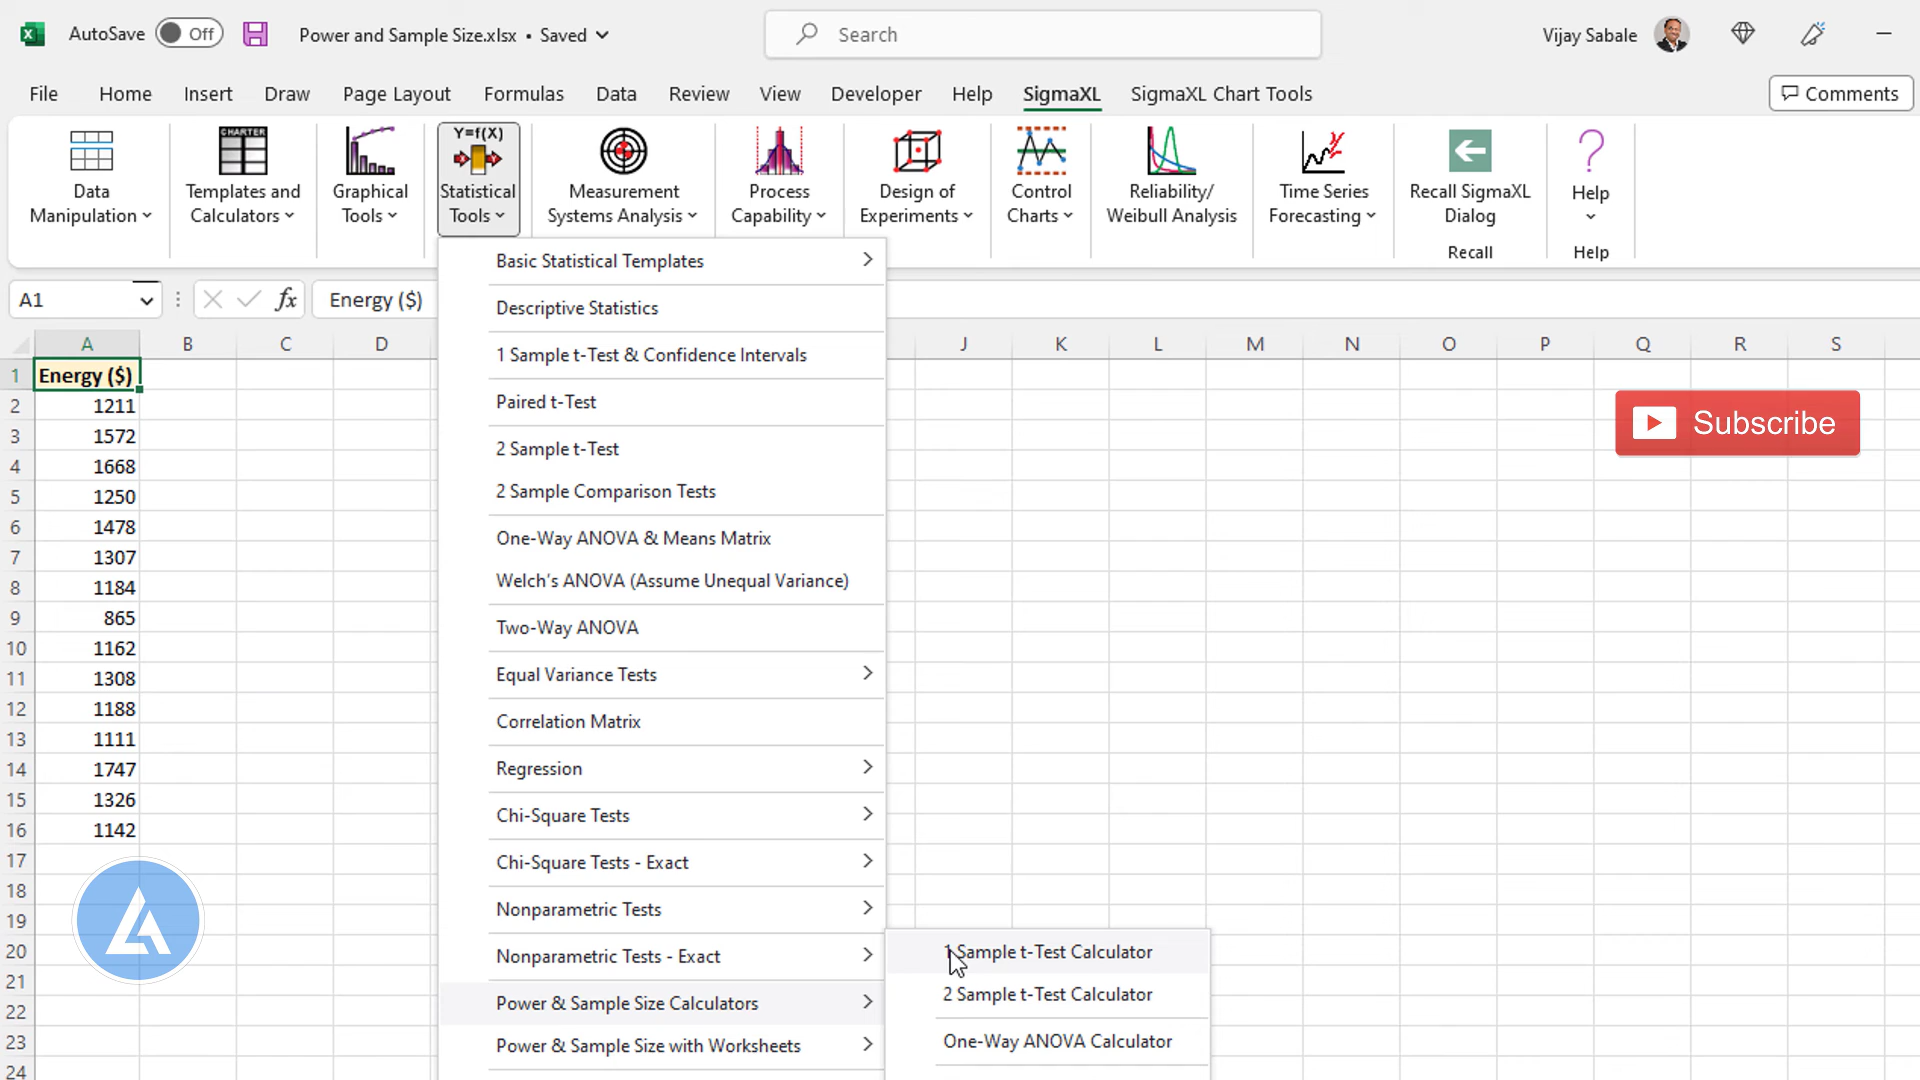 AutoSave Off Power and Sample Size.xlsx • Saved Search Vijay Sabale
File Home Insert Draw Page Layout Formulas Data Review View Developer Help SigmaXL SigmaXL Chart Tools Comments
Data Manipulation
Templates and Calculators
Graphical Tools
Y=f(X)
Statistical Tools
Measurement Systems Analysis
Process Capability
Design of Experiments
Control Charts
Reliability/ Weibull Analysis
Time Series Forecasting
Recall SigmaXL Dialog
Recall
Help
Help
CHARTER
A1 fx Energy ($)
A B C D J K L M N O P Q R S
1 Energy ($)
2 1211
3 1572
4 1668
5 1250
6 1478
7 1307
8 1184
9 865
10 1162
11 1308
12 1188
13 1111
14 1747
15 1326
16 1142
17
18
19
20
21
22
23
24
Basic Statistical Templates
Descriptive Statistics
1 Sample t-Test & Confidence Intervals
Paired t-Test
2 Sample t-Test
2 Sample Comparison Tests
One-Way ANOVA & Means Matrix
Welch's ANOVA (Assume Unequal Variance)
Two-Way ANOVA
Equal Variance Tests
Correlation Matrix
Regression
Chi-Square Tests
Chi-Square Tests - Exact
Nonparametric Tests
Nonparametric Tests - Exact
Power & Sample Size Calculators
Power & Sample Size with Worksheets
1 Sample t-Test Calculator
2 Sample t-Test Calculator
One-Way ANOVA Calculator
Subscribe